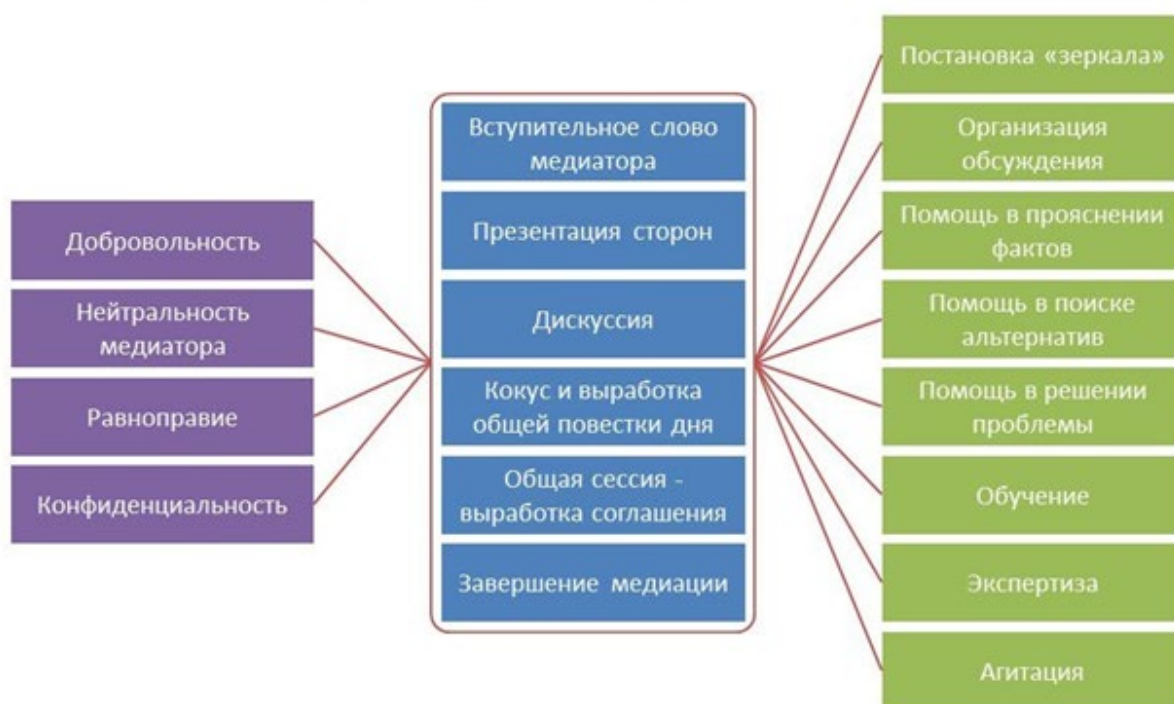 Добровольность
Нейтральность
медиатора
Равноправие
Конфиденциальность
Вступительное слово
медиатора
Презентация сторон
Дискуссия
Кокус и выработка
общей повестки дня
Общая сессия -
выработка соглашения
Завершение медиации
Постановка «зеркала»
Организация
обсуждения
Помощь в прояснении
фактов
Помощь в поиске
альтернатив
Помощь в решении
проблемы
Обучение
Экспертиза
Агитация